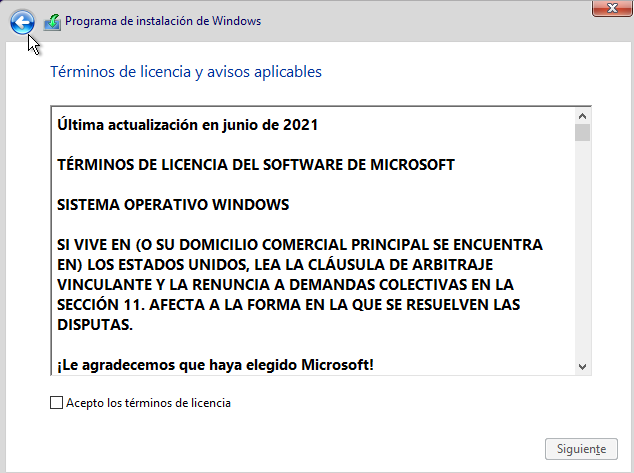 Programa de instalación de Windows
Términos de licencia y avisos aplicables
Última actualización en junio de 2021
TÉRMINOS DE LICENCIA DEL SOFTWARE DE MICROSOFT
SISTEMA OPERATIVO WINDOWS
SI VIVE EN (O SU DOMICILIO COMERCIAL PRINCIPAL SE ENCUENTRA
EN) LOS ESTADOS UNIDOS, LEA LA CLÁUSULA DE ARBITRAJE
VINCULANTE Y LA RENUNCIA A DEMANDAS COLECTIVAS EN LA
SECCIÓN 11. AFECTA A LA FORMA EN LA QUE SE RESUELVEN LAS
DISPUTAS.
¡Le agradecemos que haya elegido Microsoft!
Acepto los términos de licencia
Siguiente